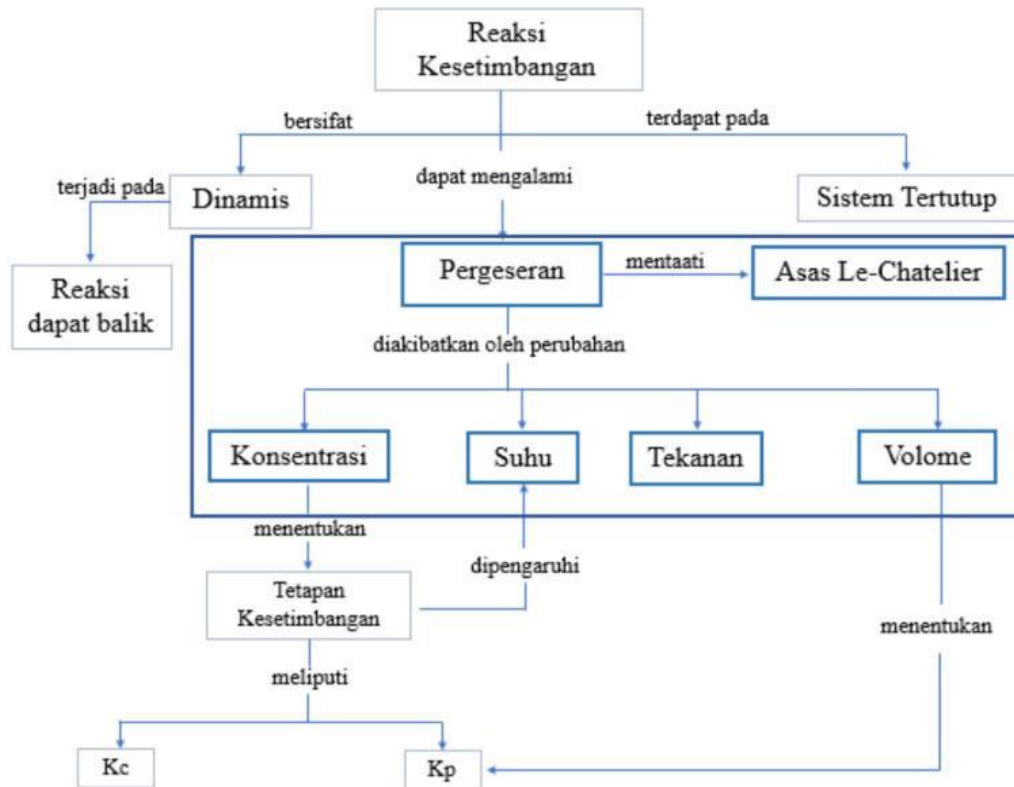 Reaksi
Kesetimbangan
bersifat
terdapat pada
terjadi pada
Dinamis
dapat mengalami
Sistem Tertutup
Reaksi
dapat balik
Pergeseran
mentaati
Asas Le-Chatelier
diakibatkan oleh perubahan
Konsentrasi
Suhu
Tekanan
Volome
menentukan
dipengaruhi
Tetapan
Kesetimbangan
menentukan
meliputi
Kc
Kp